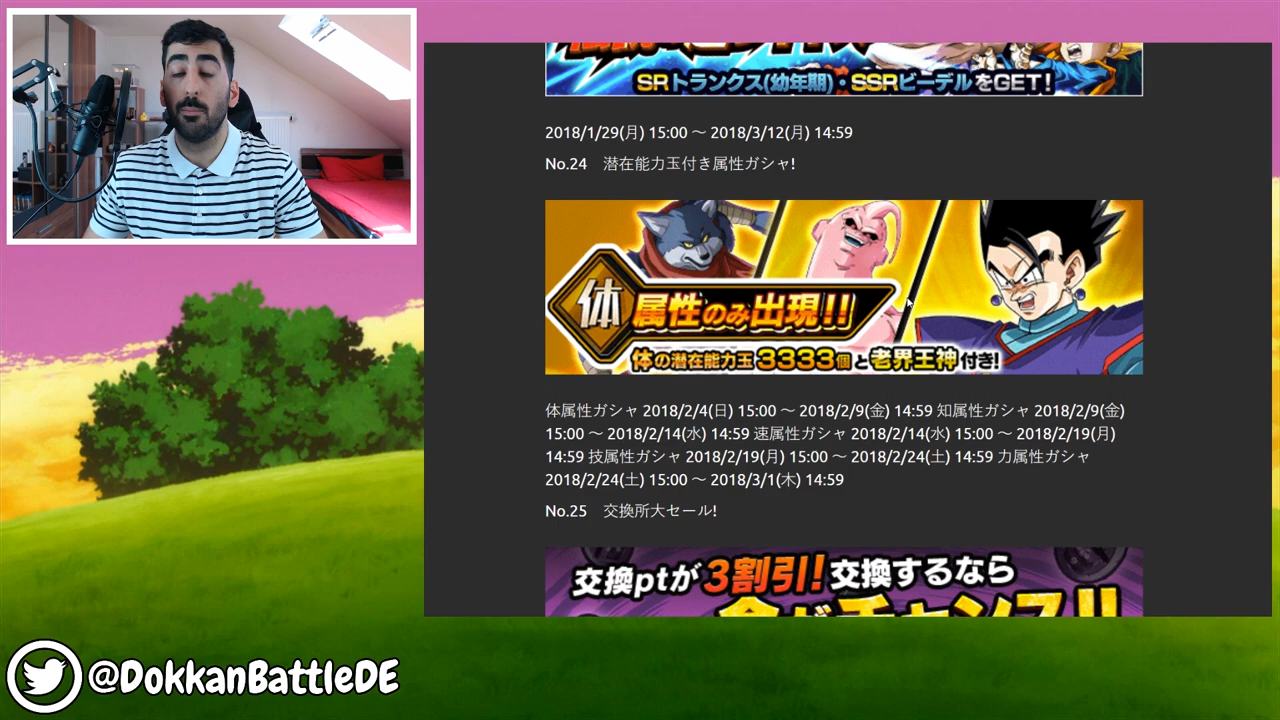 SRトランクス(幼年期)・SSRビーデルをGET!
2018/1/29(月) 15:00 ～ 2018/3/12(月) 14:59
No.24　潜在能力玉付き属性ガシャ!
体 属性のみ出現!!
体の潜在能力玉3333個と老界王神付き!
体属性ガシャ 2018/2/4(日) 15:00 ～ 2018/2/9(金) 14:59 知属性ガシャ 2018/2/9(金)
15:00 ～ 2018/2/14(水) 14:59 速属性ガシャ 2018/2/14(水) 15:00 ～ 2018/2/19(月)
14:59 技属性ガシャ 2018/2/19(月) 15:00 ～ 2018/2/24(土) 14:59 力属性ガシャ
2018/2/24(土) 15:00 ～ 2018/3/1(木) 14:59
No.25　交換所大セール!
交換ptが3割引!交換するなら
@DokkanBattleDE